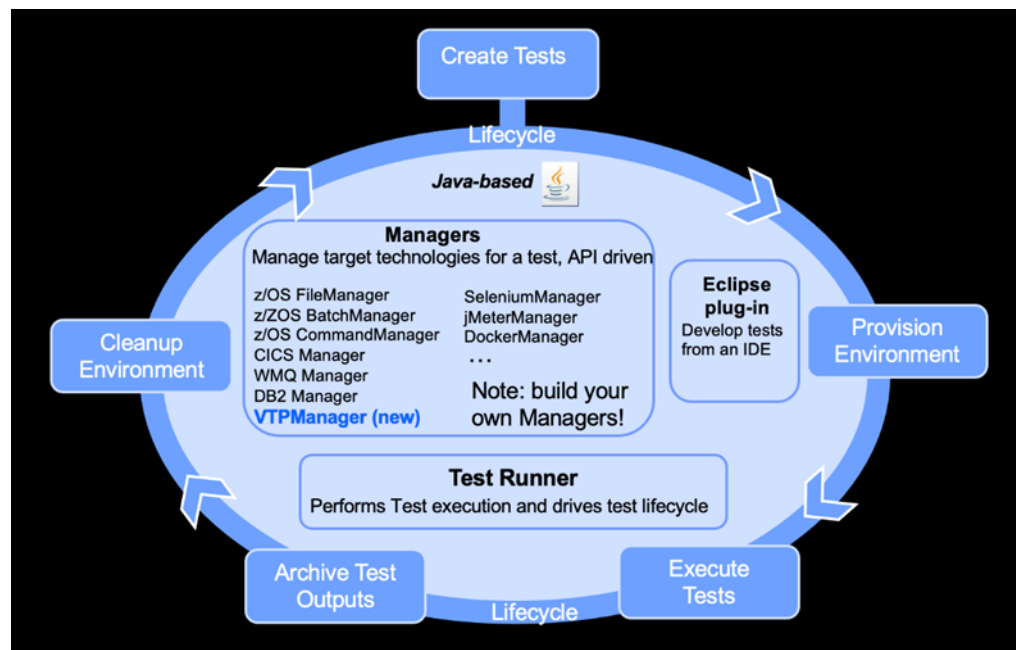 Create Tests
Lifecycle
Java-based
Managers
Manage target technologies for a test, API driven
z/OS FileManager
z/ZOS BatchManager
z/OS CommandManager
CICS Manager
WMQ Manager
DB2 Manager
VTPManager (new)
SeleniumManager
jMeterManager
DockerManager
...
Note: build your
own Managers!
Eclipse
plug-in
Develop tests
from an IDE
Provision
Environment
Cleanup
Environment
Test Runner
Performs Test execution and drives test lifecycle
Archive Test
Outputs
Execute
Tests
Lifecycle